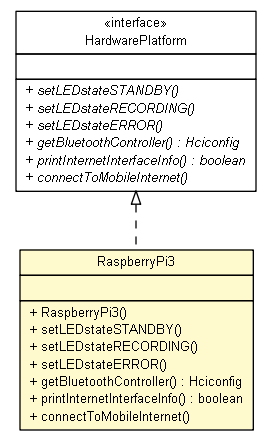 «interface»
HardwarePlatform
+ setLEDstateSTANDBY()
+ setLEDstateRECORDING()
+ setLEDstateERROR()
+ getBluetoothController() : Hciconfig
+ printInternetInterfaceInfo() : boolean
+ connectToMobileInternet()
RaspberryPi3
+ RaspberryPi3()
+ setLEDstateSTANDBY()
+ setLEDstateRECORDING()
+ setLEDstateERROR()
+ getBluetoothController() : Hciconfig
+ printInternetInterfaceInfo() : boolean
+ connectToMobileInternet()